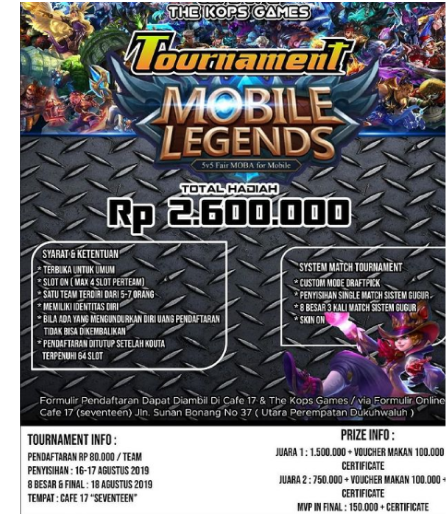 THE KOPS GAMES
Tournament
MOBILE
LEGENDS
5v5 Fair MOBA for Mobile
TOTAL HADIAH
Rp 2.600.000
SYARAT & KETENTUAN
* TERBUKA UNTUK UMUM
* SLOT ON ( MAX 4 SLOT PERTEAM)
* SATU TEAM TERDIRI DARI 5-7 ORANG
* MEMILIKI IDENTITAS DIRI
* BILA ADA YANG MENGUNDURKAN DIRI UANG PENDAFTARAN
TIDAK BISA DIKEMBALIKAN
* PENDAFTARAN DITUTUP SETELAH KOUTA
TERPENUHI 64 SLOT
SYSTEM MATCH TOURNAMENT
* CUSTOM MODE DRAFTPICK
* PENYISIHAN SINGLE MATCH SISTEM GUGUR
* 8 BESAR 3 KALI MATCH SISTEM GUGUR
* SKIN ON
Formulir Pendaftaran Dapat Diambil Di Cafe 17 & The Kops Games / via Formulir Online
Cafe 17 (seventeen) Jln. Sunan Bonang No 37 ( Utara Perempatan Dukuhwaluh )
TOURNAMENT INFO :
PENDAFTARAN RP 80.000 / TEAM
PENYISIHAN : 16-17 AGUSTUS 2019
8 BESAR & FINAL : 18 AGUSTUS 2019
TEMPAT : CAFE 17 "SEVENTEEN"
PRIZE INFO :
JUARA 1 : 1.500.000 + VOUCHER MAKAN 100.000
CERTIFICATE
JUARA 2 : 750.000 + VOUCHER MAKAN 100.000 +
CERTIFICATE
MVP IN FINAL : 150.000 + CERTIFICATE